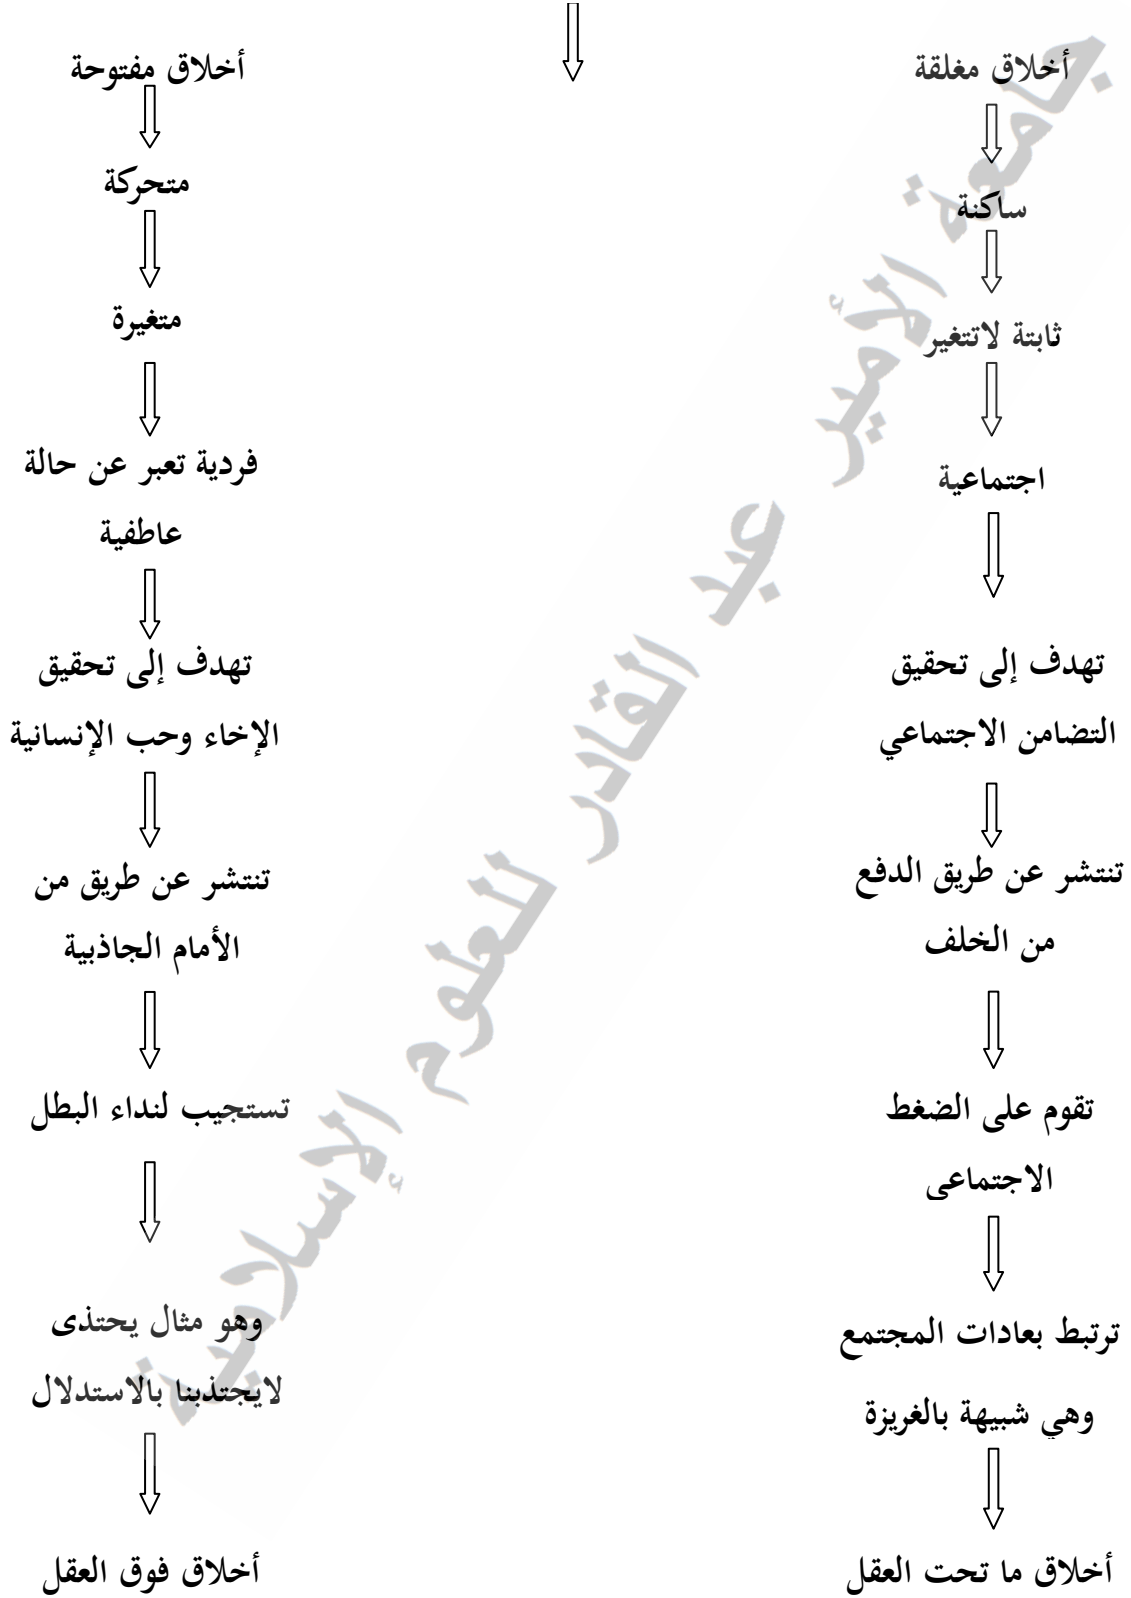 أخلاق مغلقة
ساكنة
ثابتة لاتتغير
اجتماعية
تهدف إلى تحقيق
التضامن الاجتماعي
تنتشر عن طريق الدفع
من الخلف
تقوم على الضغط
الاجتماعى
ترتبط بعادات المجتمع
وهي شبيهة بالغريزة
أخلاق ما تحت العقل
أخلاق مفتوحة
متحركة
متغيرة
فردية تعبر عن حالة
عاطفية
تهدف إلى تحقيق
الإخاء وحب الإنسانية
تنتشر عن طريق من
الأمام الجاذبية
تستجيب لنداء البطل
وهو مثال يحتذى
لايجتذبنا بالاستدلال
أخلاق فوق العقل
جامعة الأمير عبد القادر للعلوم الإسلامية